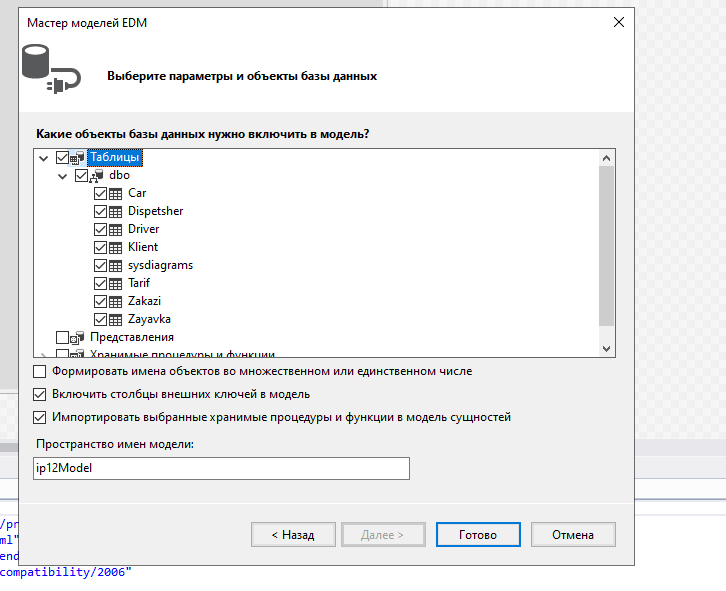 Мастер моделей EDM
Выберите параметры и объекты базы данных
Какие объекты базы данных нужно включить в модель?
Таблицы
dbo
Car
Dispetsher
Driver
Klient
sysdiagrams
Tarif
Zakazi
Zayavka
Представления
Хранимые процедуры и функции
Формировать имена объектов во множественном или единственном числе
Включить столбцы внешних ключей в модель
Импортировать выбранные хранимые процедуры и функции в модель сущностей
Пространство имен модели:
ip12Model
< Назад
Далее >
Готово
Отмена
/pr
ml"
end
compatibility/2006"